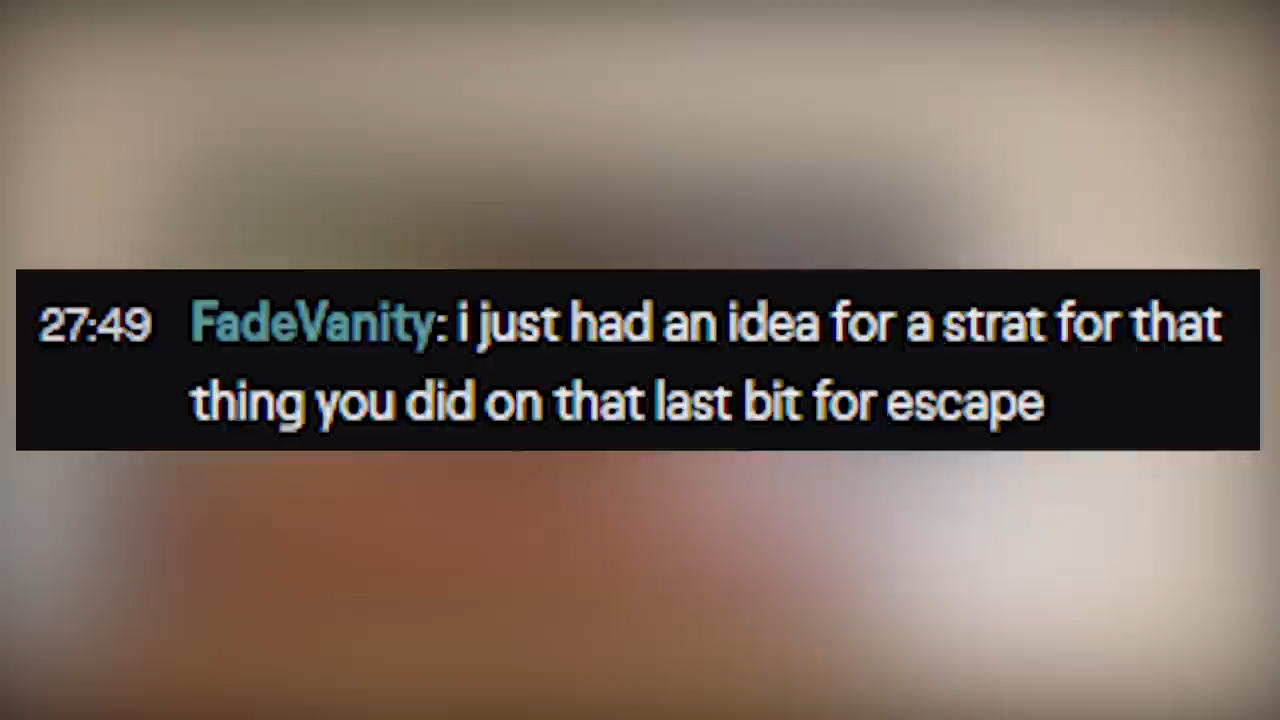 27:49 FadeVanity: i just had an idea for a strat for that
thing you did on that last bit for escape